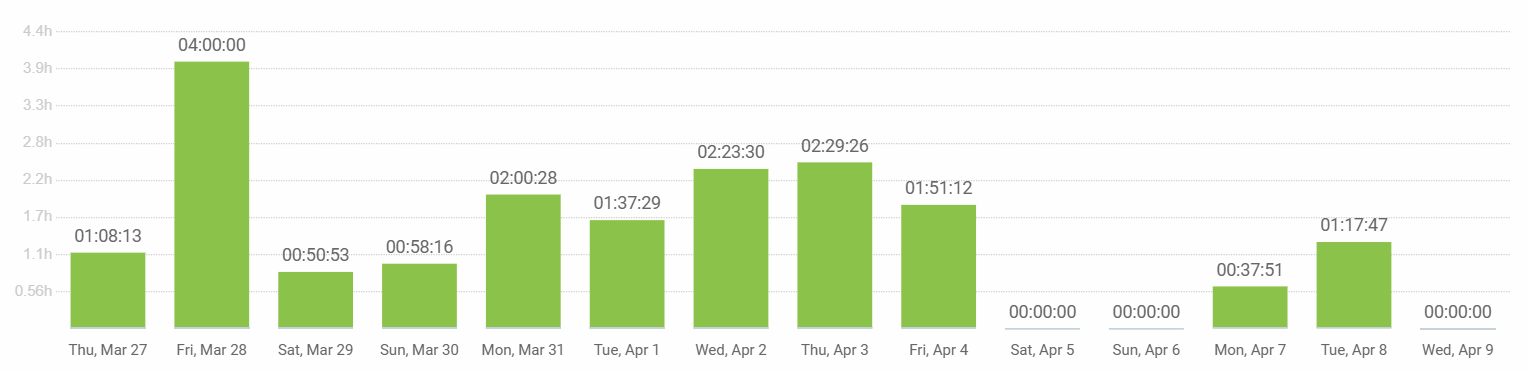 4.4h
04:00:00
3.9h
3.3h
2.8h
02:29:26
02:23:30
2.2h
02:00:28
01:51:12
01:37:29
1.7h
01:17:47
01:08:13
1.1h
00:58:16
00:50:53
00:37:51
0.56h
00:00:00 00:00:00 00:00:00
Thu, Mar 27 Fri, Mar 28 Sat, Mar 29 Sun, Mar 30 Mon, Mar 31 Tue, Apr 1 Wed, Apr 2 Thu, Apr 3 Fri, Apr 4 Sat, Apr 5 Sun, Apr 6 Mon, Apr 7 Tue, Apr 8 Wed, Apr 9